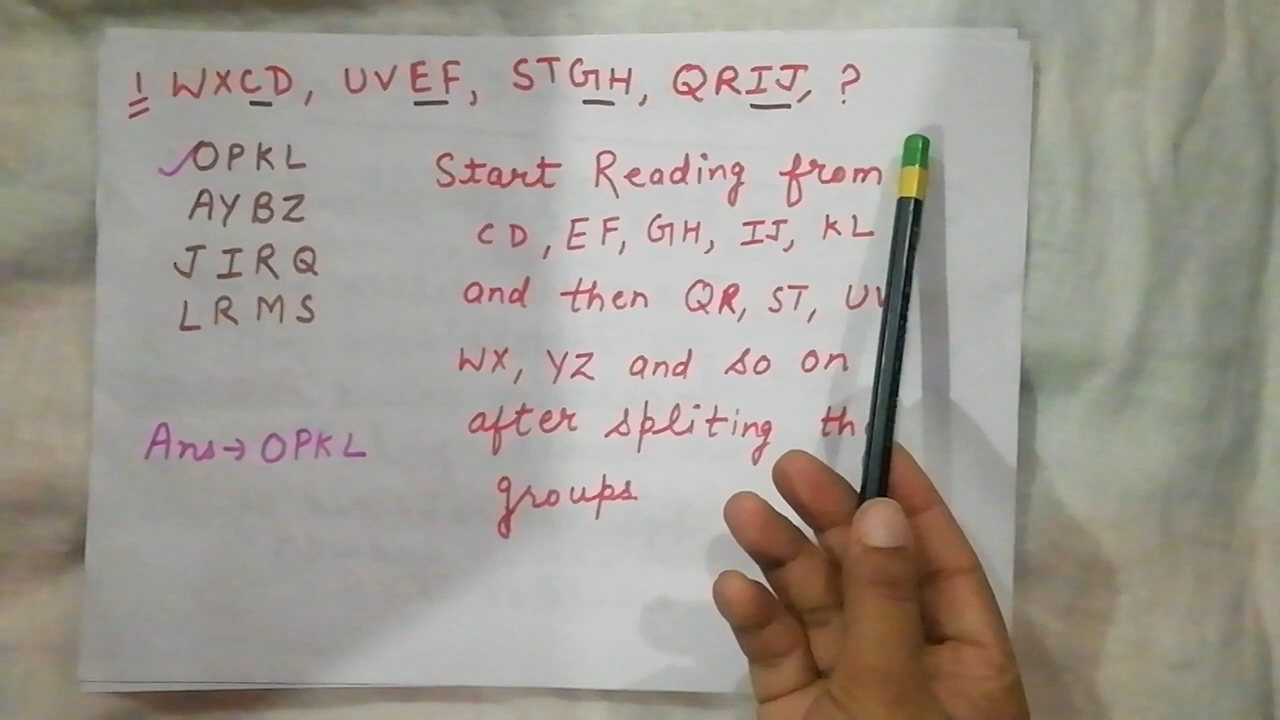 1 WXCD, UVEF, STGH, QRIJ, ?
OPKL
AYBZ
JIRQ
LRMS
Ans→OPKL
Start Reading from
CD, EF, GH, IJ, KL
and then QR, ST, UV
WX, YZ and so on
after spliting
groups